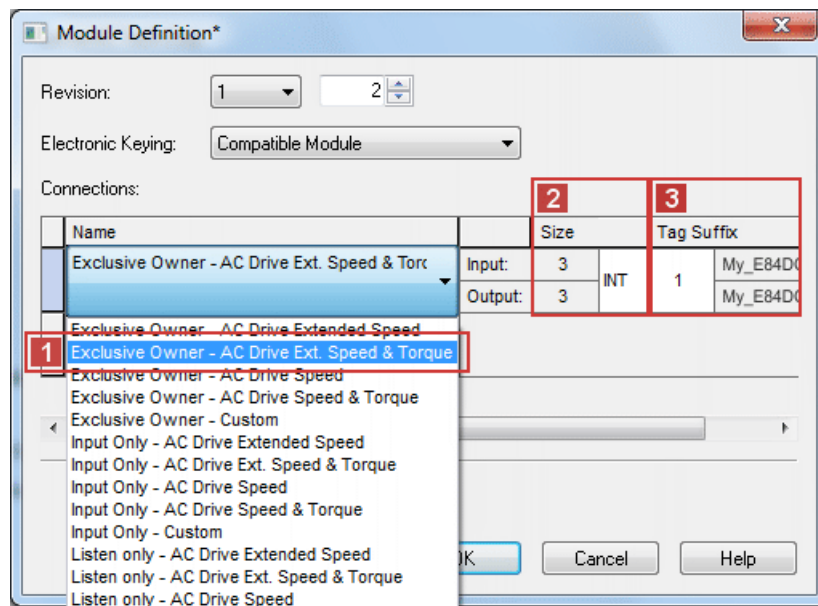 Module Definition*
Revision: 1 2
Electronic Keying: Compatible Module
Connections:
2 3
Name Size Tag Suffix
Exclusive Owner - AC Drive Ext. Speed & Torc Input: 3 INT 1 My_E84D
Output: 3 My_E84D
Exclusive Owner - AC Drive Extended Speed
1 Exclusive Owner - AC Drive Ext. Speed & Torque
Exclusive Owner - AC Drive Speed
Exclusive Owner - AC Drive Speed & Torque
Exclusive Owner - Custom
Input Only - AC Drive Extended Speed
Input Only - AC Drive Ext. Speed & Torque
Input Only - AC Drive Speed
Input Only - AC Drive Speed & Torque
Input Only - Custom
Listen only - AC Drive Extended Speed
Listen only - AC Drive Ext. Speed & Torque
Listen only - AC Drive Speed
K Cancel Help